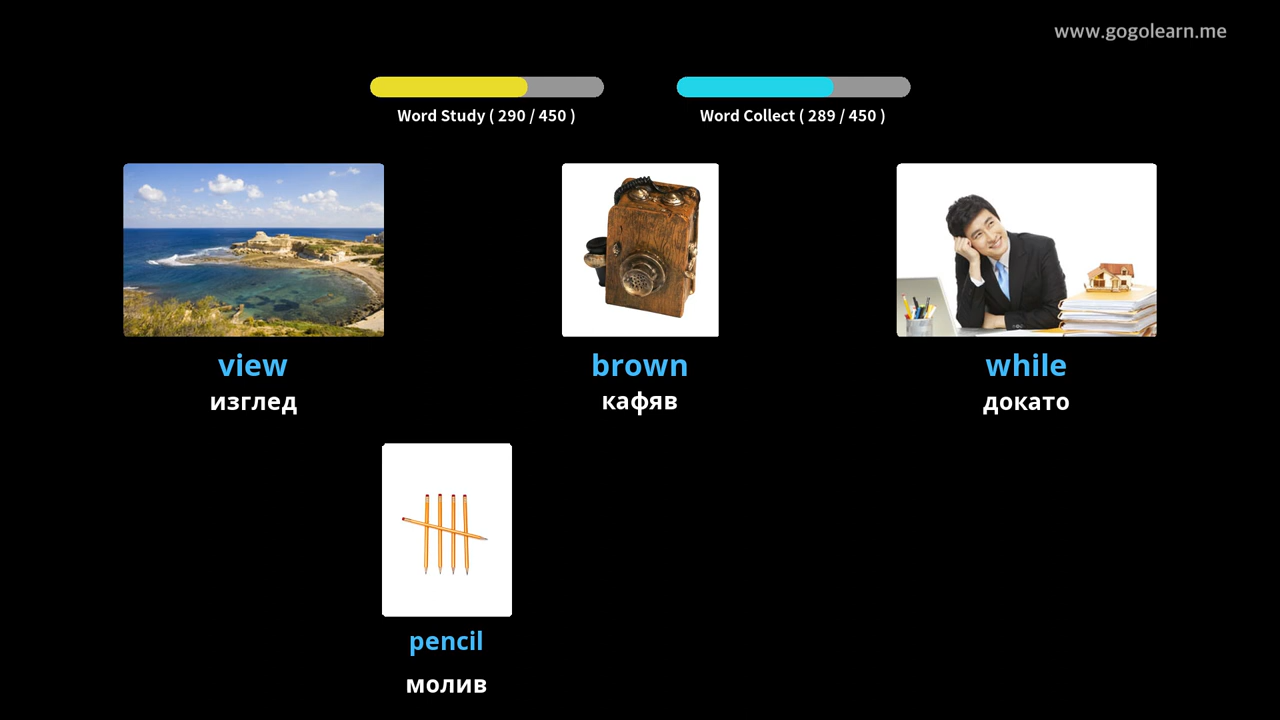 www.gogolearn.me
Word Study ( 290 / 450 )
Word Collect ( 289 / 450 )
view
изглед
brown
кафяв
while
докато
pencil
молив